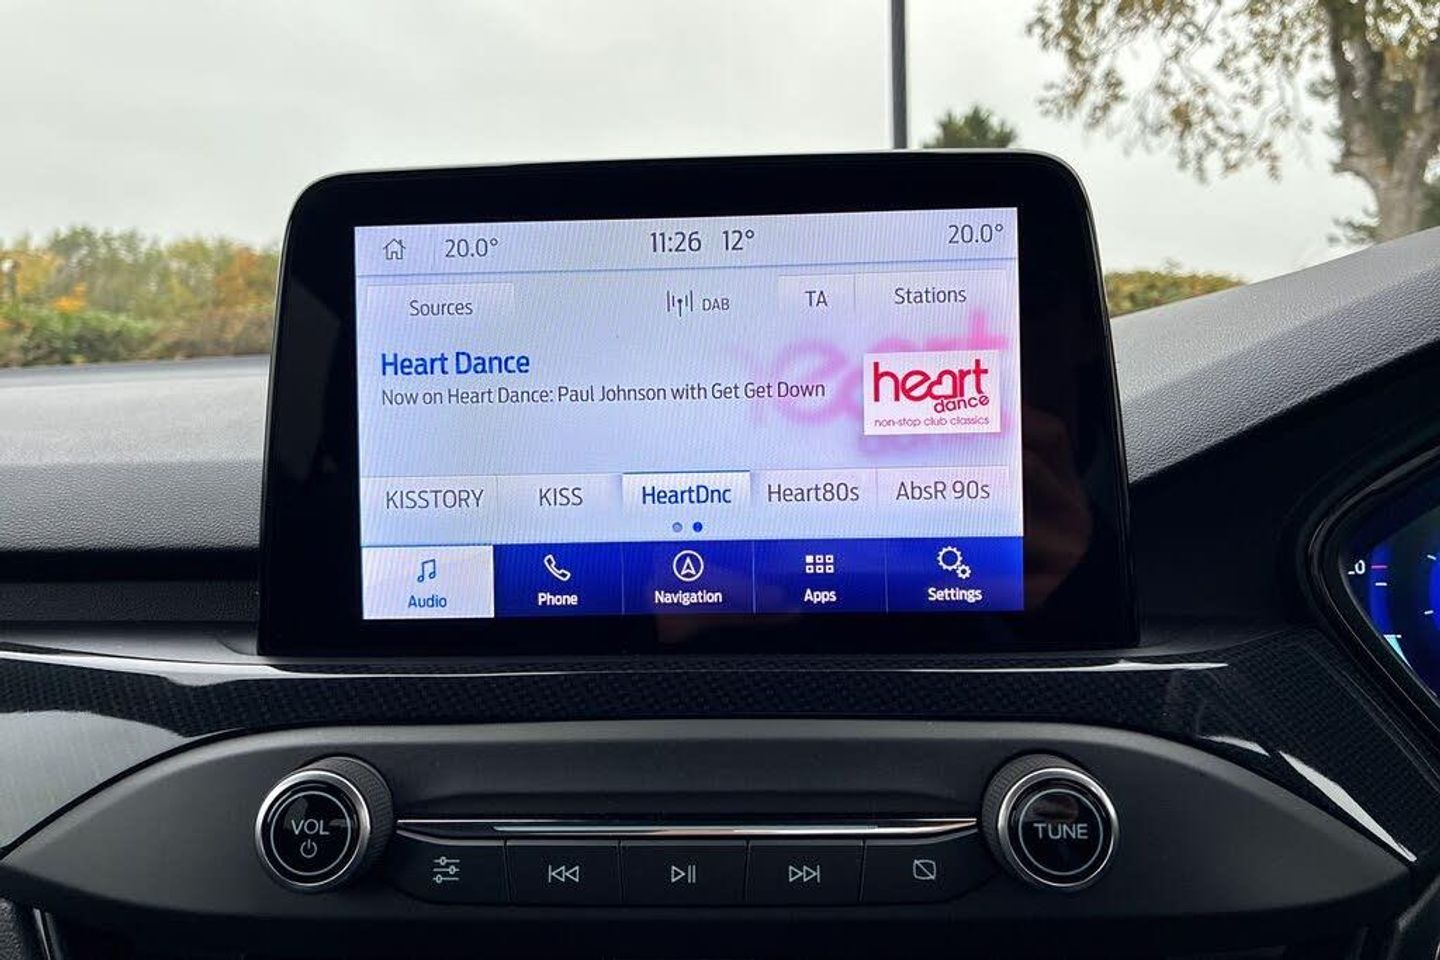 20.0° 11:26 12° 20.0°
Sources DAB TA Stations
Heart Dance
Now on Heart Dance: Paul Johnson with Get Get Down
heart
dance
non-stop club classics
KISSTORY KISS HeartDnc Heart80s AbsR 90s
Audio Phone Navigation Apps Settings
VOL TUNE